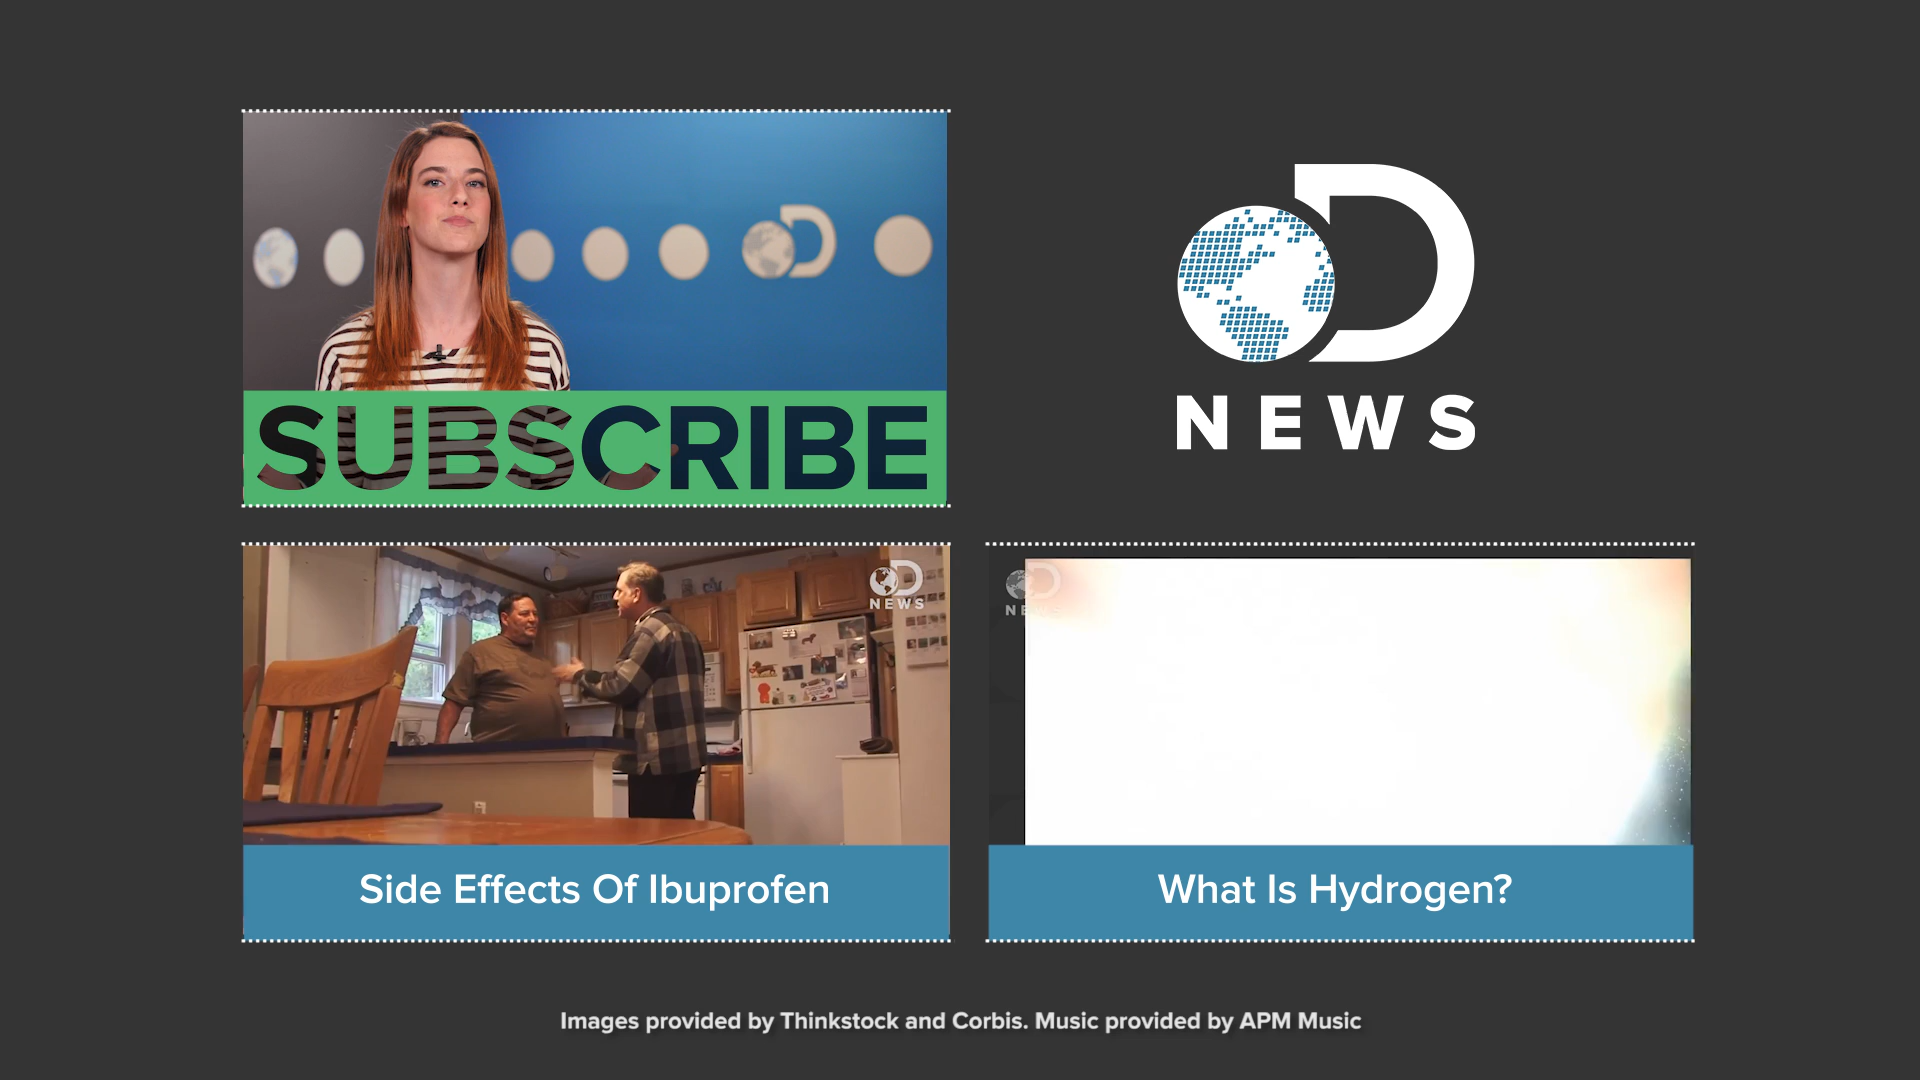 SUBSCRIBE
D
NEWS
NEWS
Side Effects Of Ibuprofen
What Is Hydrogen?
Images provided by Thinkstock and Corbis. Music provided by APM Music